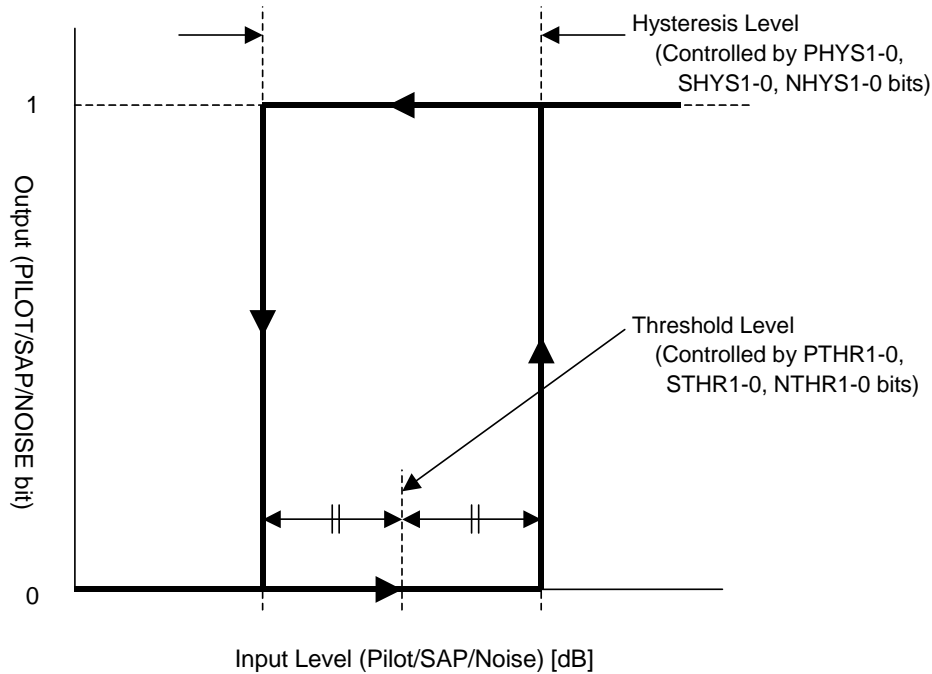 Hysteresis Level
(Controlled by PHYS1-0,
SHYS1-0, NHYS1-0 bits)
1
Output (PILOT/SAP/NOISE bit)
Threshold Level
(Controlled by PTHR1-0,
STHR1-0, NTHR1-0 bits)
0
Input Level (Pilot/SAP/Noise) [dB]